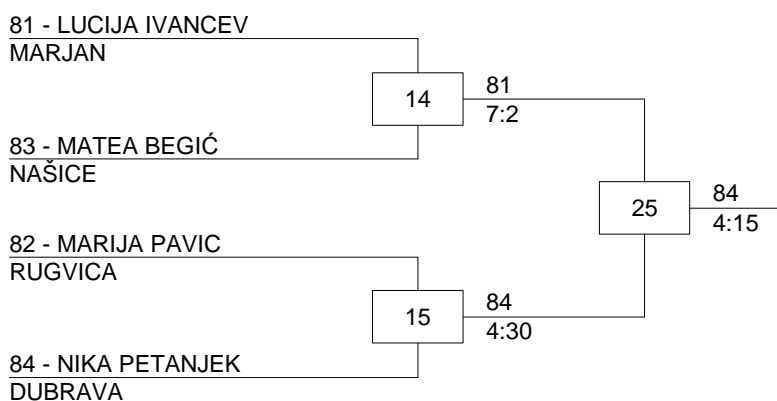 81 - LUCIJA IVANCEV
MARJAN
14
81
7:2
83 - MATEA BEGIĆ
NAŠICE
25
84
4:15
82 - MARIJA PAVIC
RUGVICA
15
84
4:30
84 - NIKA PETANJEK
DUBRAVA